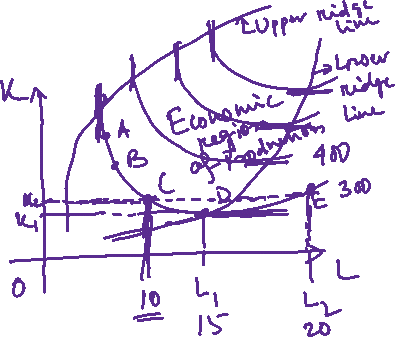 Upper ridge
line
Lower
ridge
line
K
A
Economic
region
of Production
B
400
C
D
E
300
K2
K1
O
L
10
L1
L2
15
20